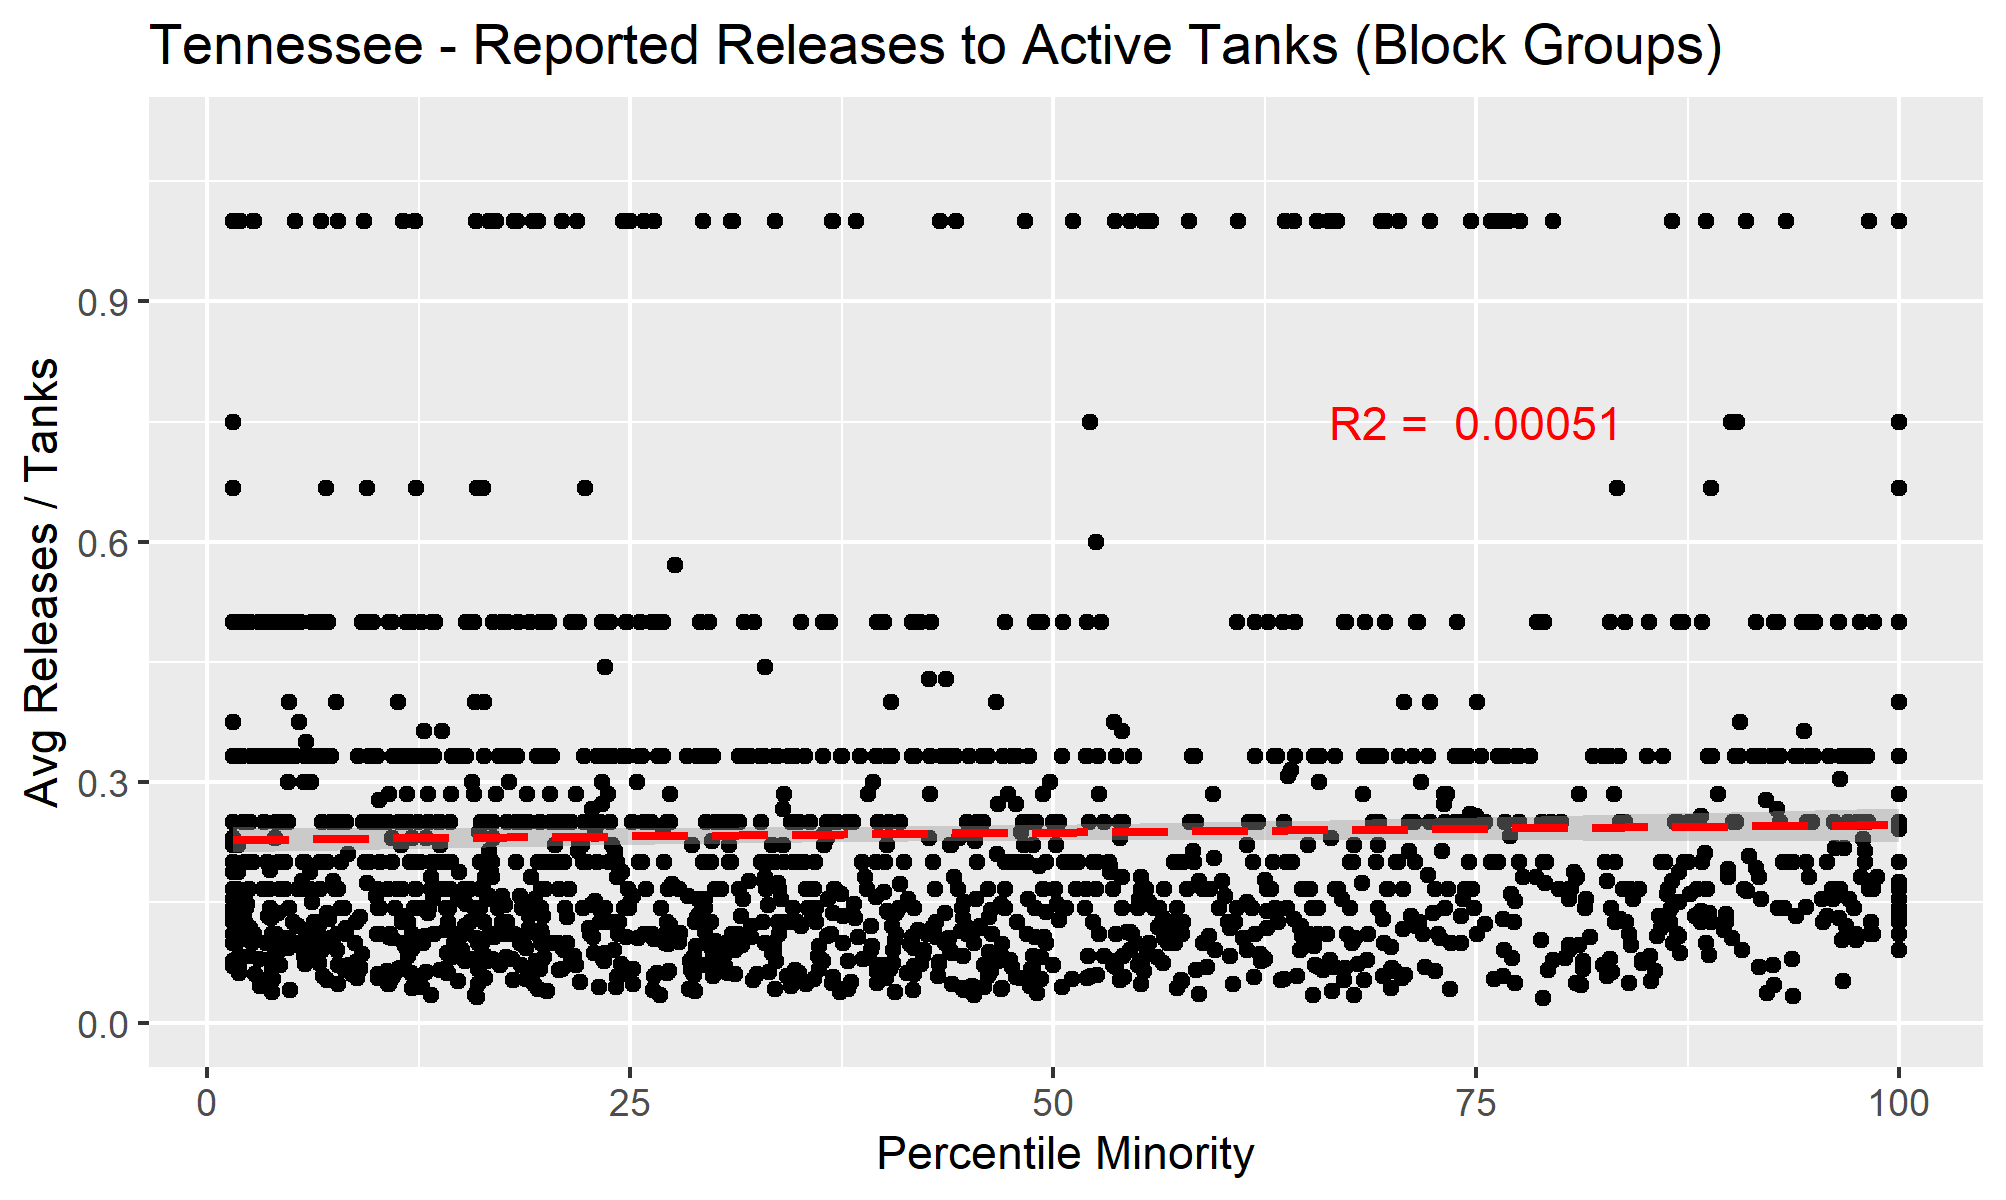 Tennessee - Reported Releases to Active Tanks (Block Groups)
Avg Releases / Tanks
0.9
0.6
0.3
0.0
R2 =  0.00051
0 25 50 75 100
Percentile Minority